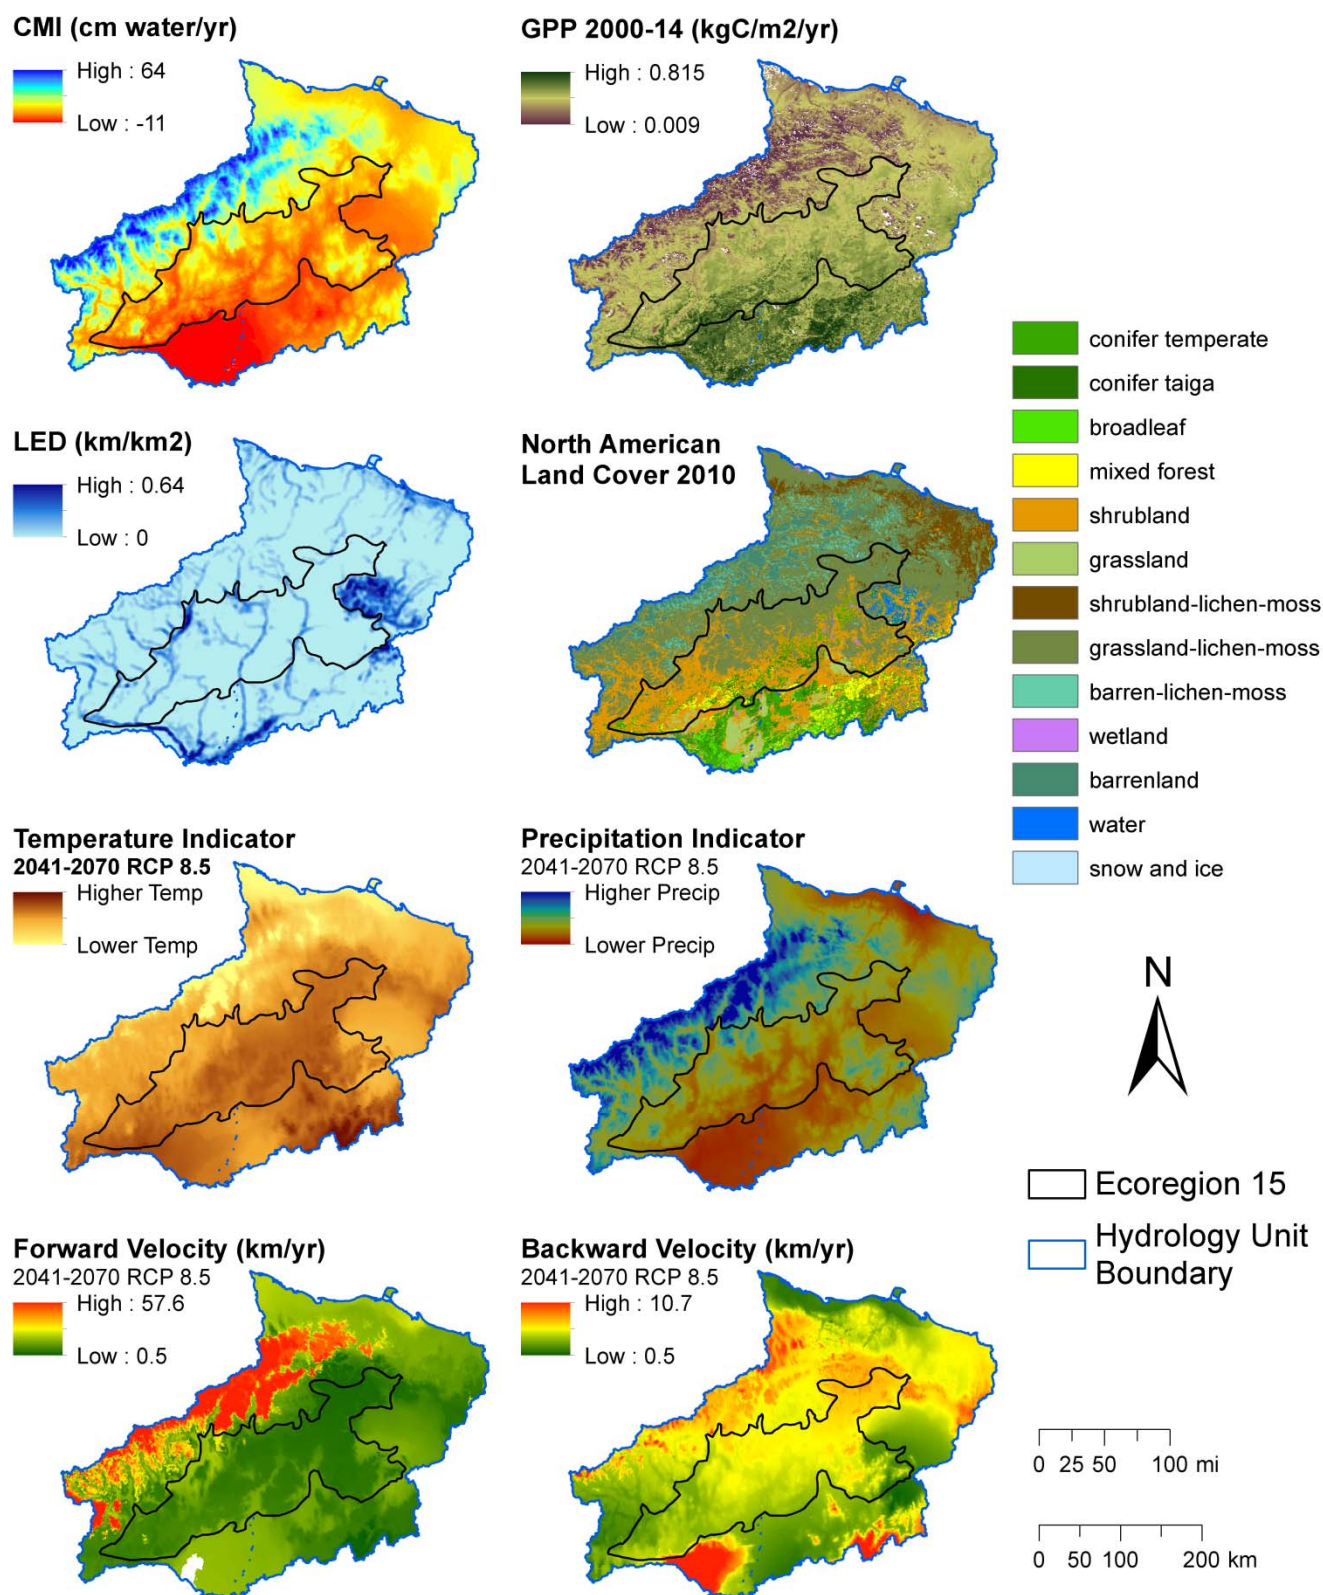 CMI (cm water/yr)
High : 64
Low : -11
GPP 2000-14 (kgC/m2/yr)
High : 0.815
Low : 0.009
LED (km/km2)
High : 0.64
Low : 0
North American
Land Cover 2010
conifer temperate
conifer taiga
broadleaf
mixed forest
shrubland
grassland
shrubland-lichen-moss
grassland-lichen-moss
barren-lichen-moss
wetland
barrenland
water
snow and ice
Temperature Indicator
2041-2070 RCP 8.5
Higher Temp
Lower Temp
Precipitation Indicator
2041-2070 RCP 8.5
Higher Precip
Lower Precip
N
Ecoregion 15
Hydrology Unit
Boundary
Forward Velocity (km/yr)
2041-2070 RCP 8.5
High : 57.6
Low : 0.5
Backward Velocity (km/yr)
2041-2070 RCP 8.5
High : 10.7
Low : 0.5
0 25 50 100 mi
0 50 100 200 km